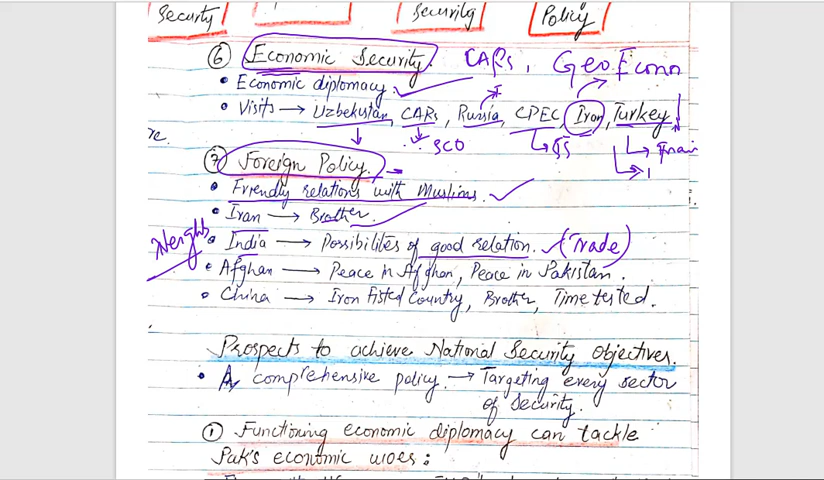 Security Security Policy
⑥ Economic Security. CARs, Geo. Econ
• Economic diplomacy.
• Visits → Uzbekustan, CARs, Russia, CPEC, Iran, Turkey
SCO
re.
⑦ Foreign Policy.
• Friendly relations with Muslims.
• Iran → Brother.
Neighb
• India → Possibilites of good relation. (Trade)
• Afghan → Peace in Afghan, Peace in Pakistan.
• China → Iron Fisted Country, Brother, Time tested.
Prospects to achieve National Security Objectives.
• A comprehensive policy. → Targeting every sector
of Security.
① Functioning economic diplomacy can tackle
Pak's economic woes: